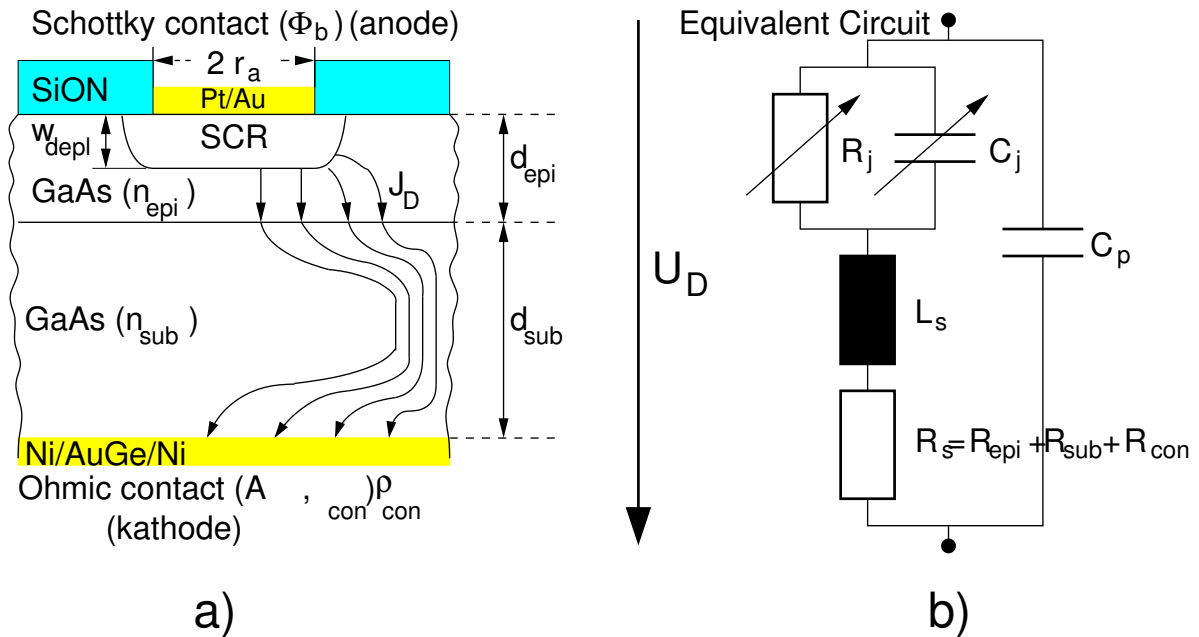 Schottky contact (Φb) (anode)
2 ra
SiON
Pt/Au
SCR
wdepl
depi
GaAs (nepi)
JD
GaAs (nsub)
dsub
Ni/AuGe/Ni
Ohmic contact (A , con)ρcon
(kathode)
a)
Equivalent Circuit
Rj
Cj
Cp
UD
Ls
Rs=Repi+Rsub+Rcon
b)